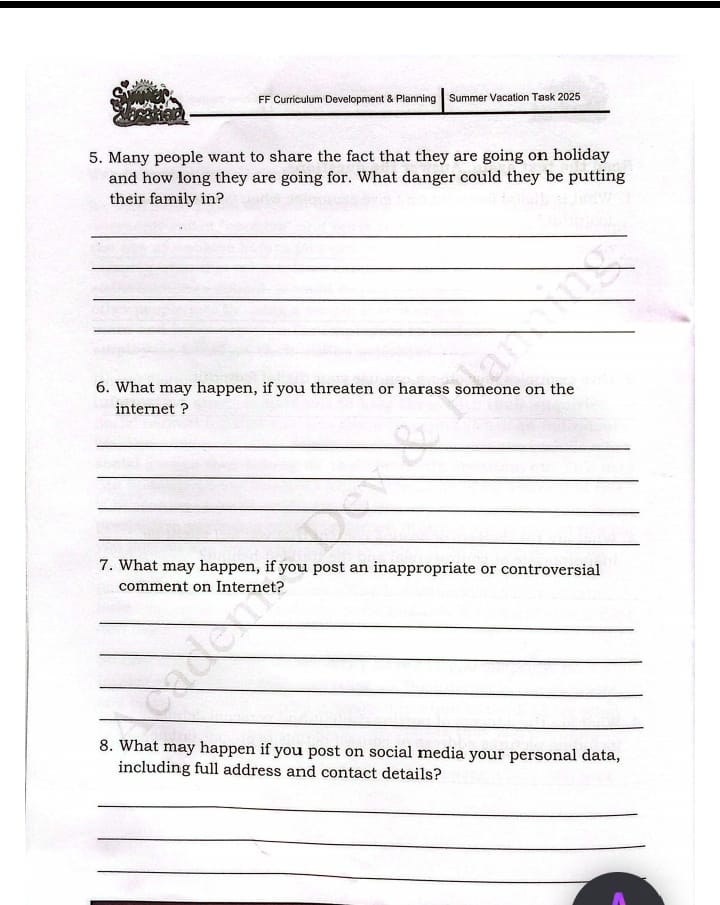 Summer
Vacation
FF Curriculum Development & Planning | Summer Vacation Task 2025
5. Many people want to share the fact that they are going on holiday
and how long they are going for. What danger could they be putting
their family in?
6. What may happen, if you threaten or harass someone on the
internet ?
7. What may happen, if you post an inappropriate or controversial
comment on Internet?
8. What may happen if you post on social media your personal data,
including full address and contact details?
Academic Dev & Planning